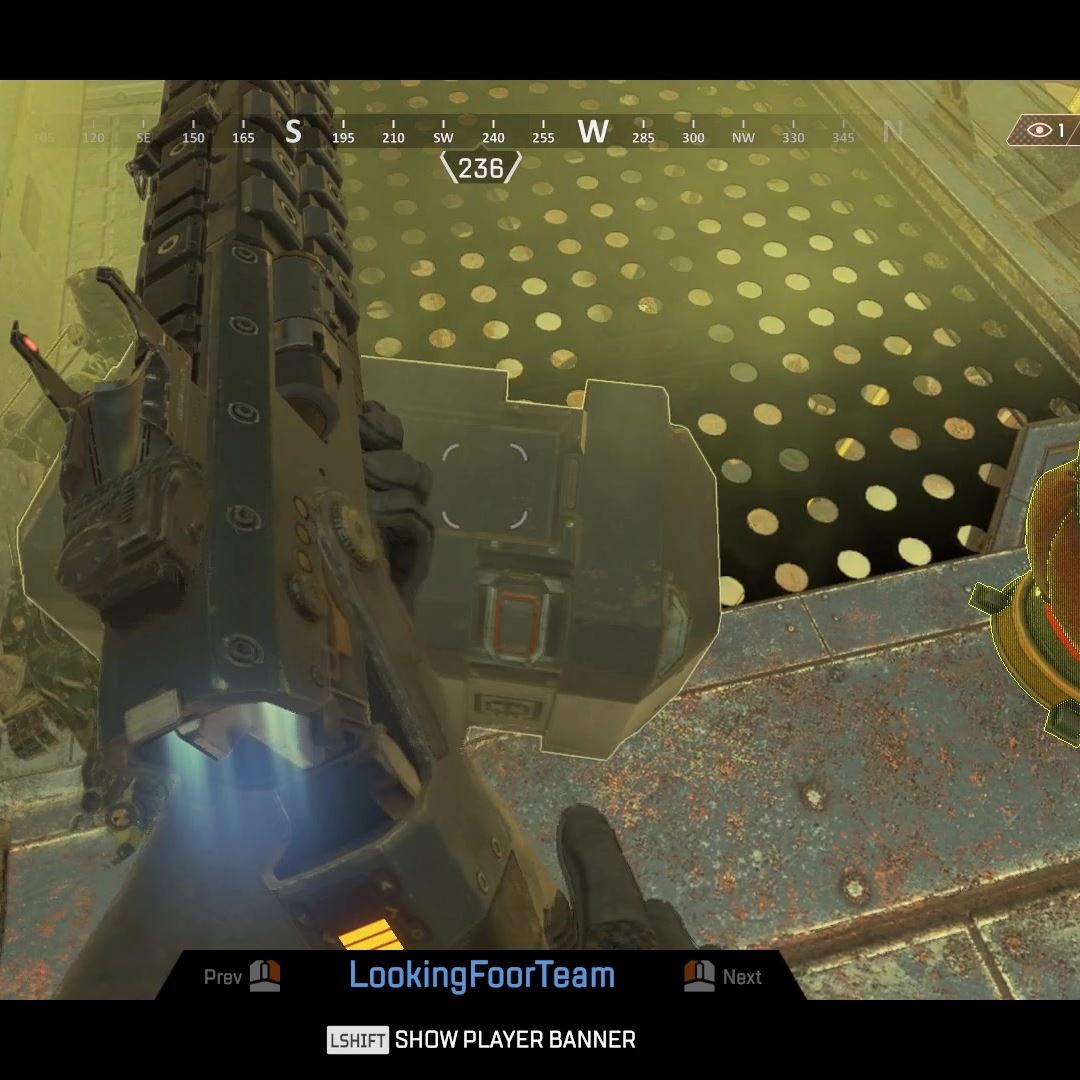 105 120 SE 150 165 S 195 210 SW 240 255 W 285 300 NW 330 345 N
236
1
Prev LookingFoorTeam Next
LSHIFT SHOW PLAYER BANNER